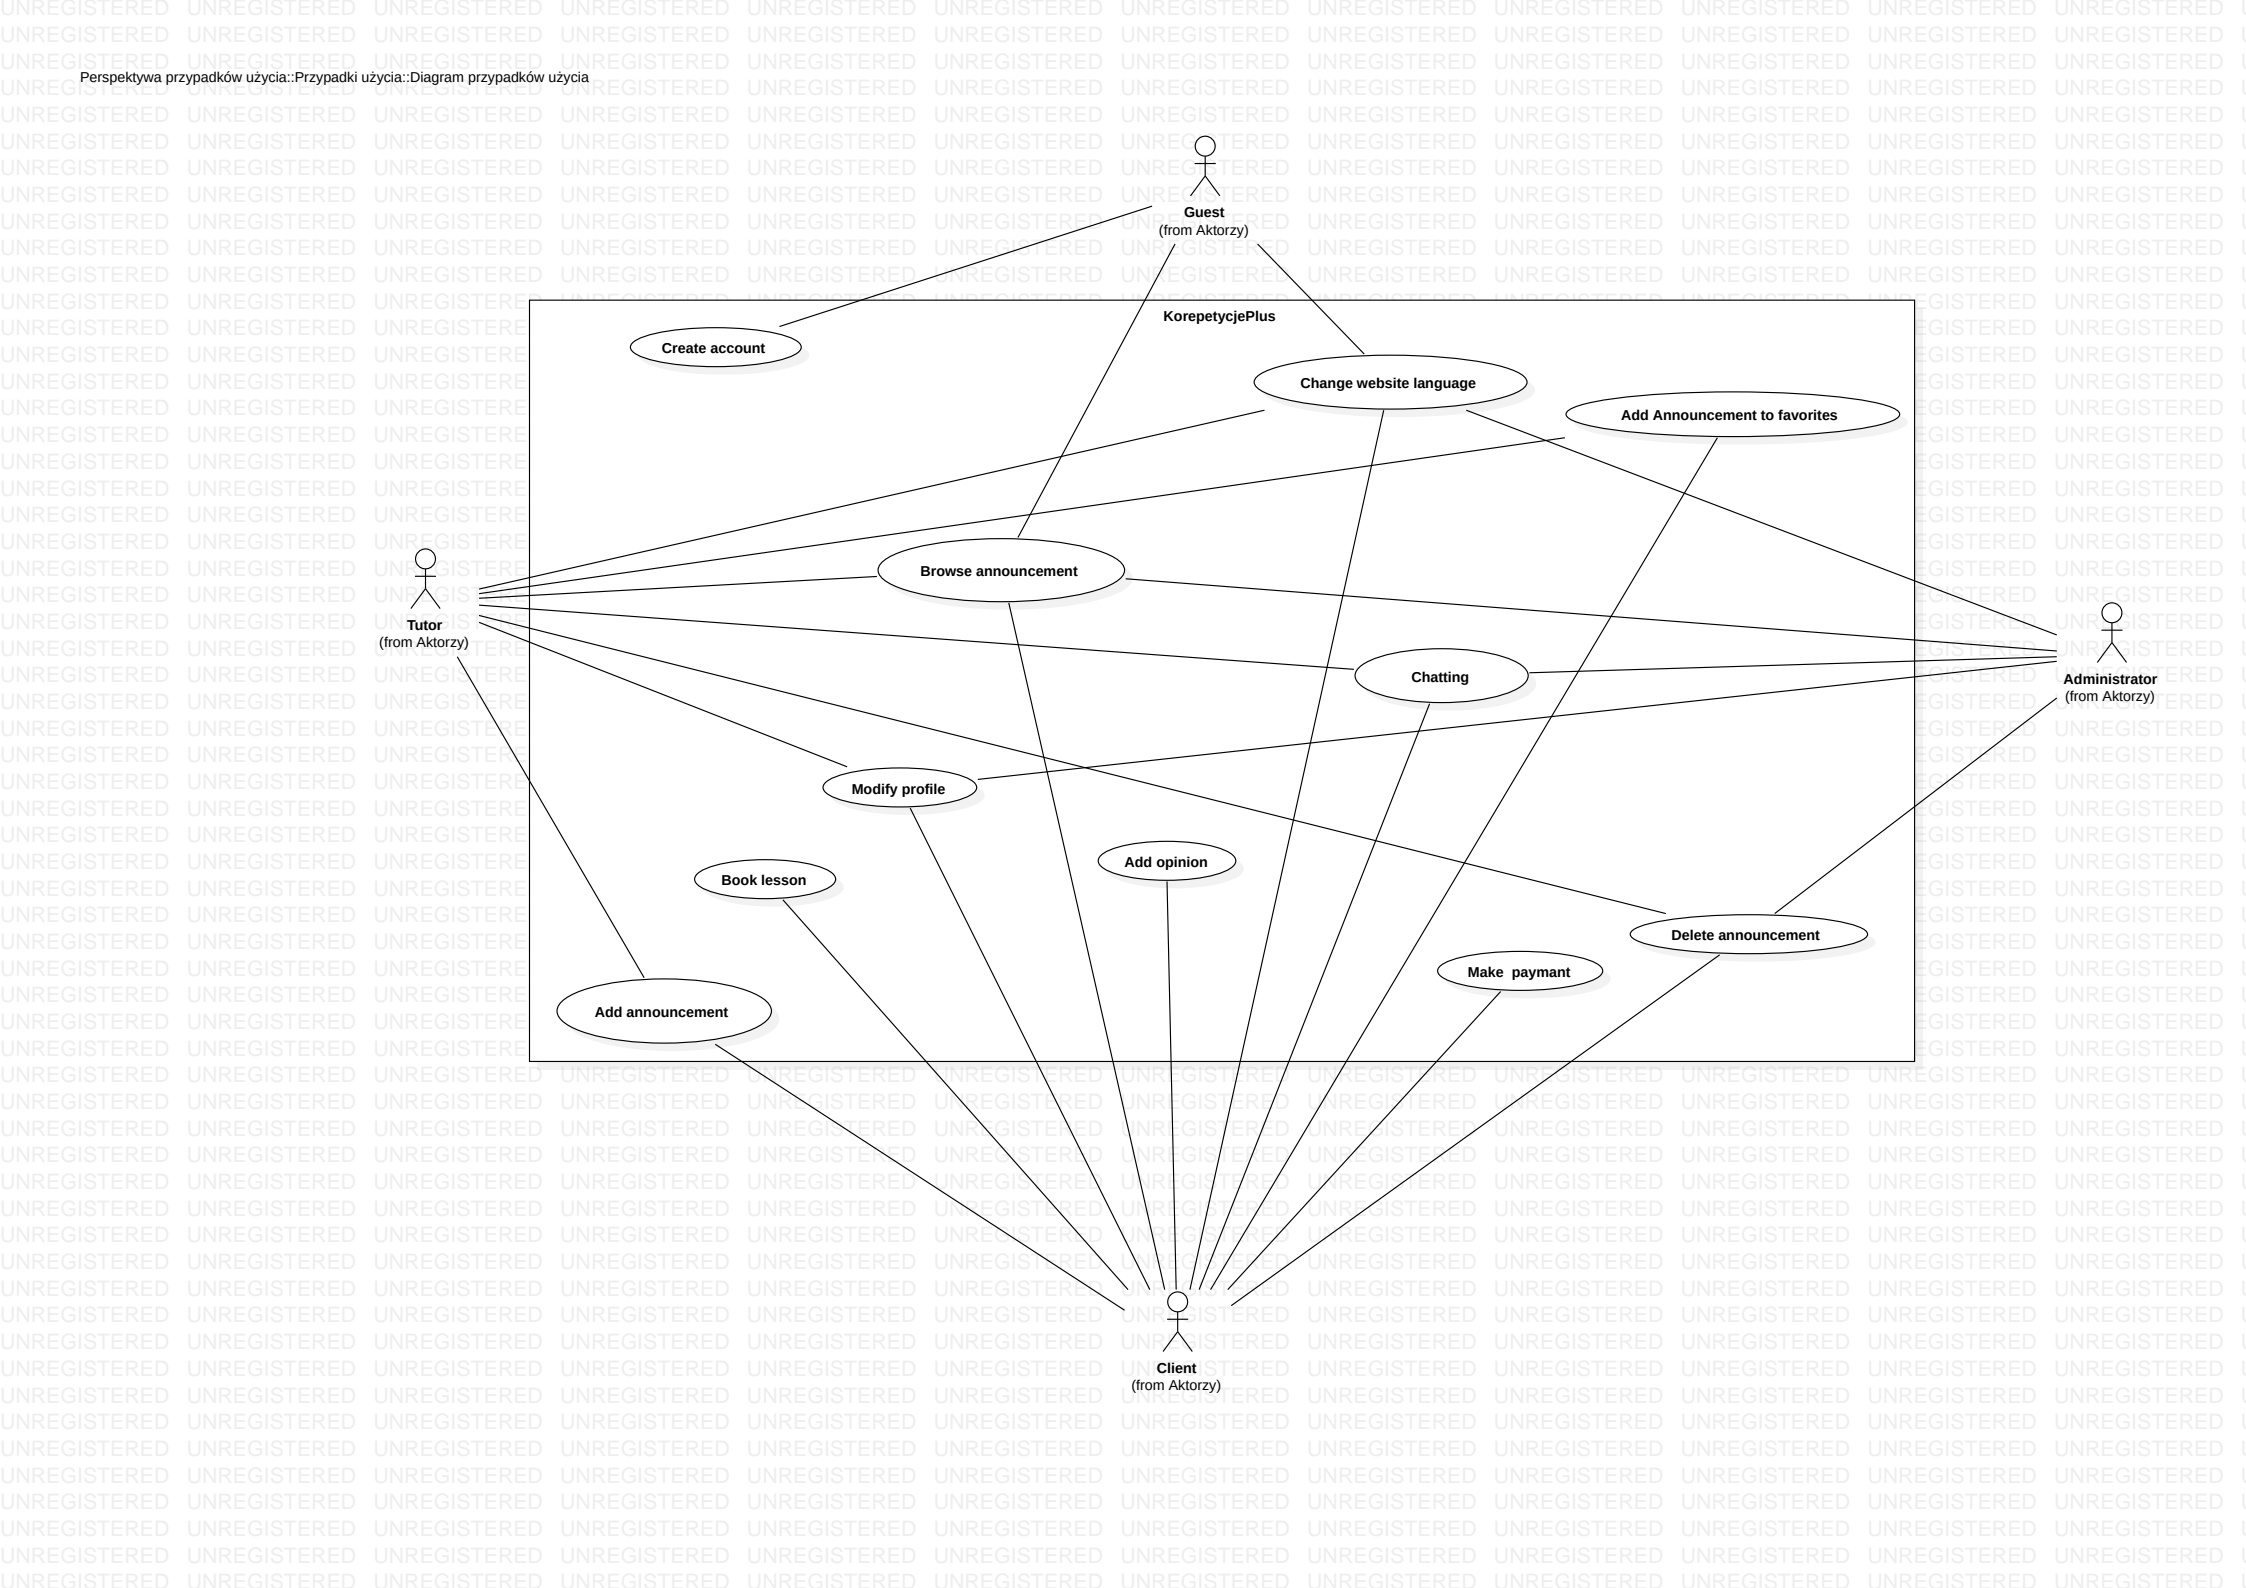 Perspektywa przypadków użycia::Przypadki użycia::Diagram przypadków użycia
Guest
(from Aktorzy)
KorepetycjePlus
Create account
Change website language
Add Announcement to favorites
Browse announcement
Tutor
(from Aktorzy)
Chatting
Administrator
(from Aktorzy)
Modify profile
Add opinion
Book lesson
Delete announcement
Make  paymant
Add announcement
Client
(from Aktorzy)
UNREGISTERED